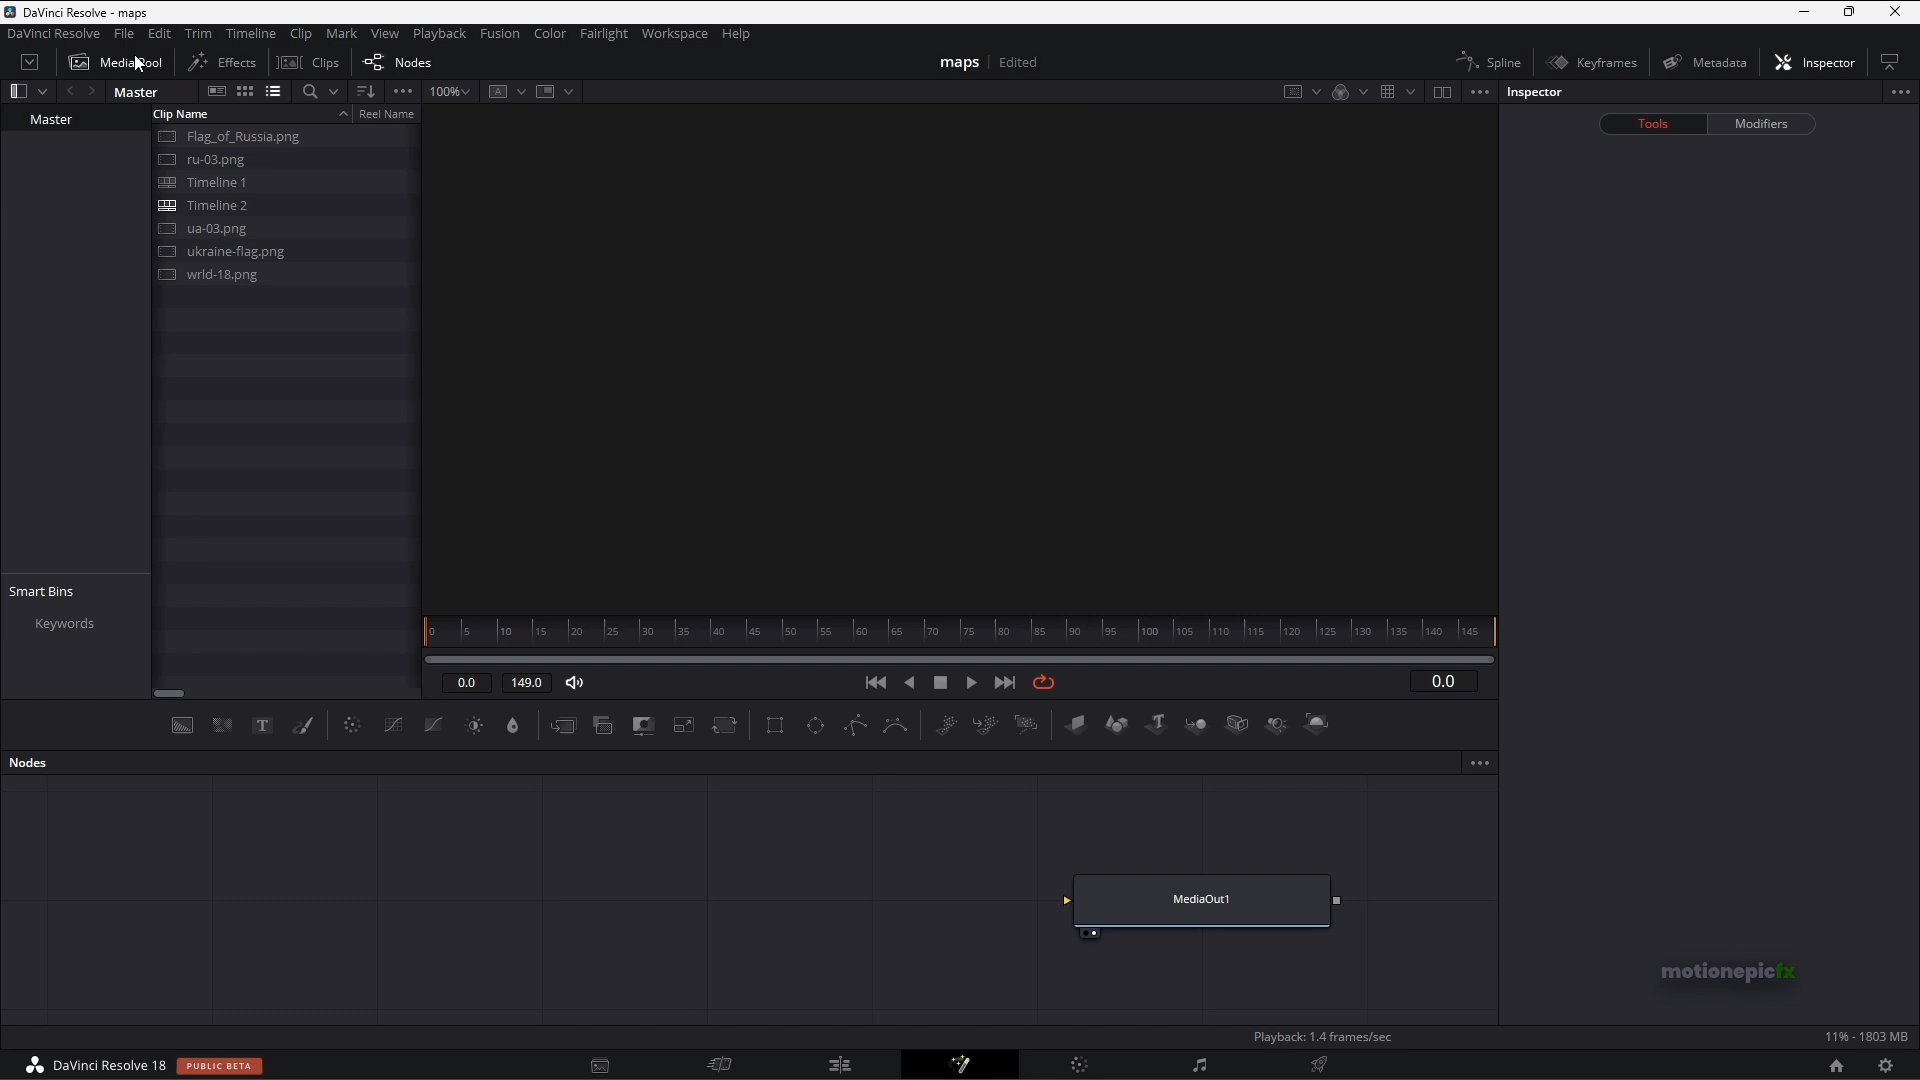 DaVinci Resolve - maps
DaVinci Resolve File Edit Trim Timeline Clip Mark View Playback Fusion Color Fairlight Workspace Help
Media Pool Effects Clips Nodes maps Edited Spline Keyframes Metadata Inspector
Master 100% A Inspector
Master Clip Name Reel Name Tools Modifiers
Flag_of_Russia.png
ru-03.png
Timeline 1
Timeline 2
ua-03.png
ukraine-flag.png
wrld-18.png
Smart Bins
Keywords
0 5 10 15 20 25 30 35 40 45 50 55 60 65 70 75 80 85 90 95 100 105 110 115 120 125 130 135 140 145
0.0 149.0 0.0
T T
Nodes
MediaOut1
motionepicfx
Playback: 1.4 frames/sec 11% - 1803 MB
DaVinci Resolve 18 PUBLIC BETA